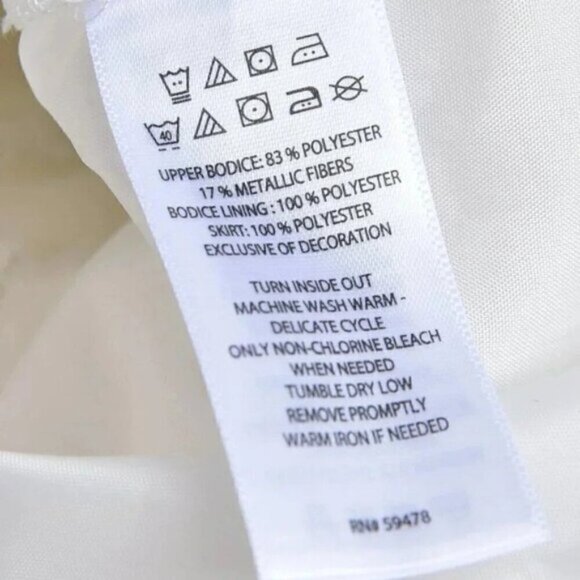 40
UPPER BODICE: 83 % POLYESTER
17 % METALLIC FIBERS
BODICE LINING : 100 % POLYESTER
SKIRT: 100 % POLYESTER
EXCLUSIVE OF DECORATION
TURN INSIDE OUT
MACHINE WASH WARM -
DELICATE CYCLE
ONLY NON-CHLORINE BLEACH
WHEN NEEDED
TUMBLE DRY LOW
REMOVE PROMPTLY
WARM IRON IF NEEDED
RN# 59478